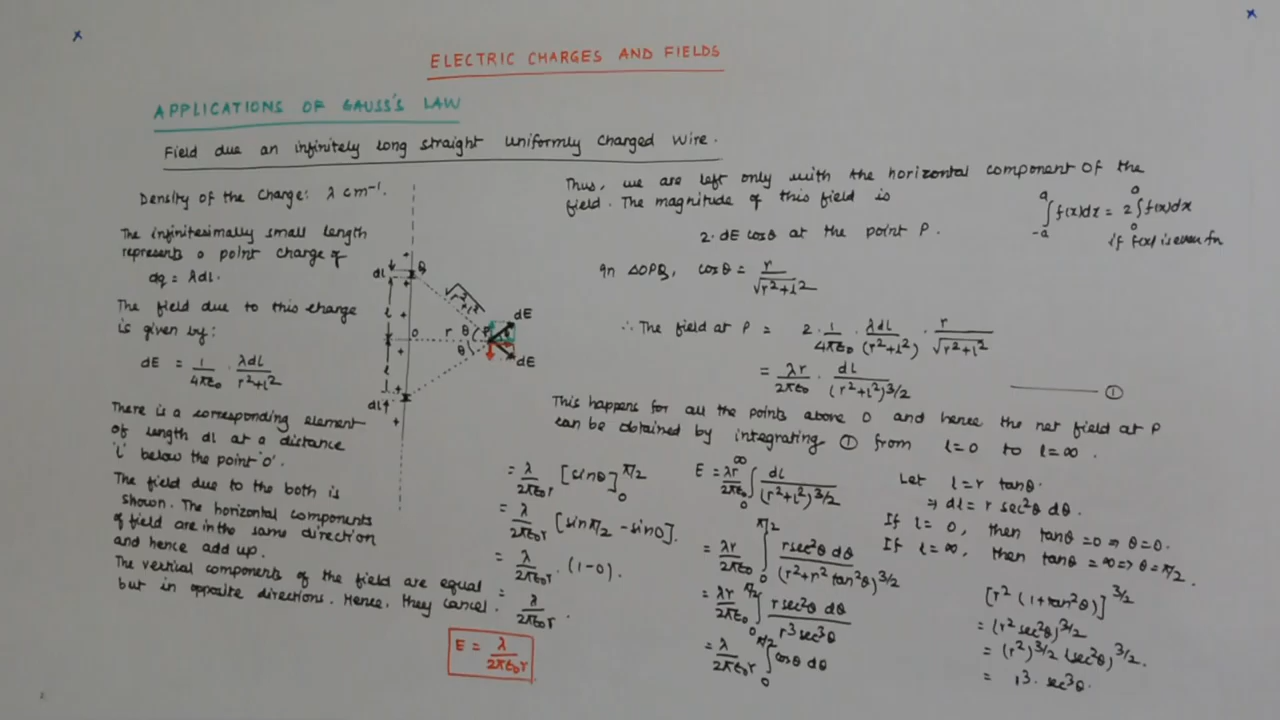 ELECTRIC CHARGES AND FIELDS
APPLICATIONS OF GAUSS'S LAW
Field due an infinitely long straight uniformly charged wire.
Density of the Charge: λ cm⁻¹.
The infinitesimally small length
represents a point charge of
dq = λdl.
The field due to this charge
is given by:
dE = 1/4πε₀ · λdl/r²+l²
There is a corresponding element
of length dl at a distance
'l' below the point 'O'.
The field due to the both is
shown. The horizontal components
of field are in the same direction
and hence add up.
The vertical components of the field are equal
but in opposite directions. Hence, they cancel.
dl
Q
+
+
√r²+l²
l
+
O
r
θ
P
θ
dE
dE
+
l
+
dl
+
Thus, we are left only with the horizontal component of the
field. The magnitude of this field is
2·dE cosθ at the point P.
∫₋ₐᵃ f(x)dx = 2∫₀ᵃ f(x)dx
if f(x) is even fn
In ΔOPQ, cosθ = r/√r²+l²
∴ The field at P = 2 · 1/4πε₀ · λdl/(r²+l²) · r/√r²+l²
= λr/2πε₀ · dl/(r²+l²)^3/2 ①
This happens for all the points above O and hence the net field at P
can be obtained by integrating ① from l=0 to l=∞.
E = λr/2πε₀ ∫₀^∞ dl/(r²+l²)^3/2
= λr/2πε₀ ∫₀^π/2 rsec²θ dθ/(r²+r² tan²θ)^3/2
= λr/2πε₀ ∫₀^π/2 r sec²θ dθ/r³ sec³θ
= λ/2πε₀r ∫₀^π/2 cosθ dθ
Let l = r tanθ.
⇒ dl = r sec²θ dθ.
If l = 0, then tanθ = 0 ⇒ θ = 0.
If l = ∞, then tanθ = ∞ ⇒ θ = π/2.
[r² (1+tan²θ)]^3/2
= (r² sec²θ)^3/2
= (r²)^3/2 (sec²θ)^3/2.
= r³ · sec³θ.
= λ/2πε₀r [sinθ]₀^π/2
= λ/2πε₀r [sinπ/2 - sin0].
= λ/2πε₀r · (1-0).
= λ/2πε₀r .
E = λ/2πε₀r